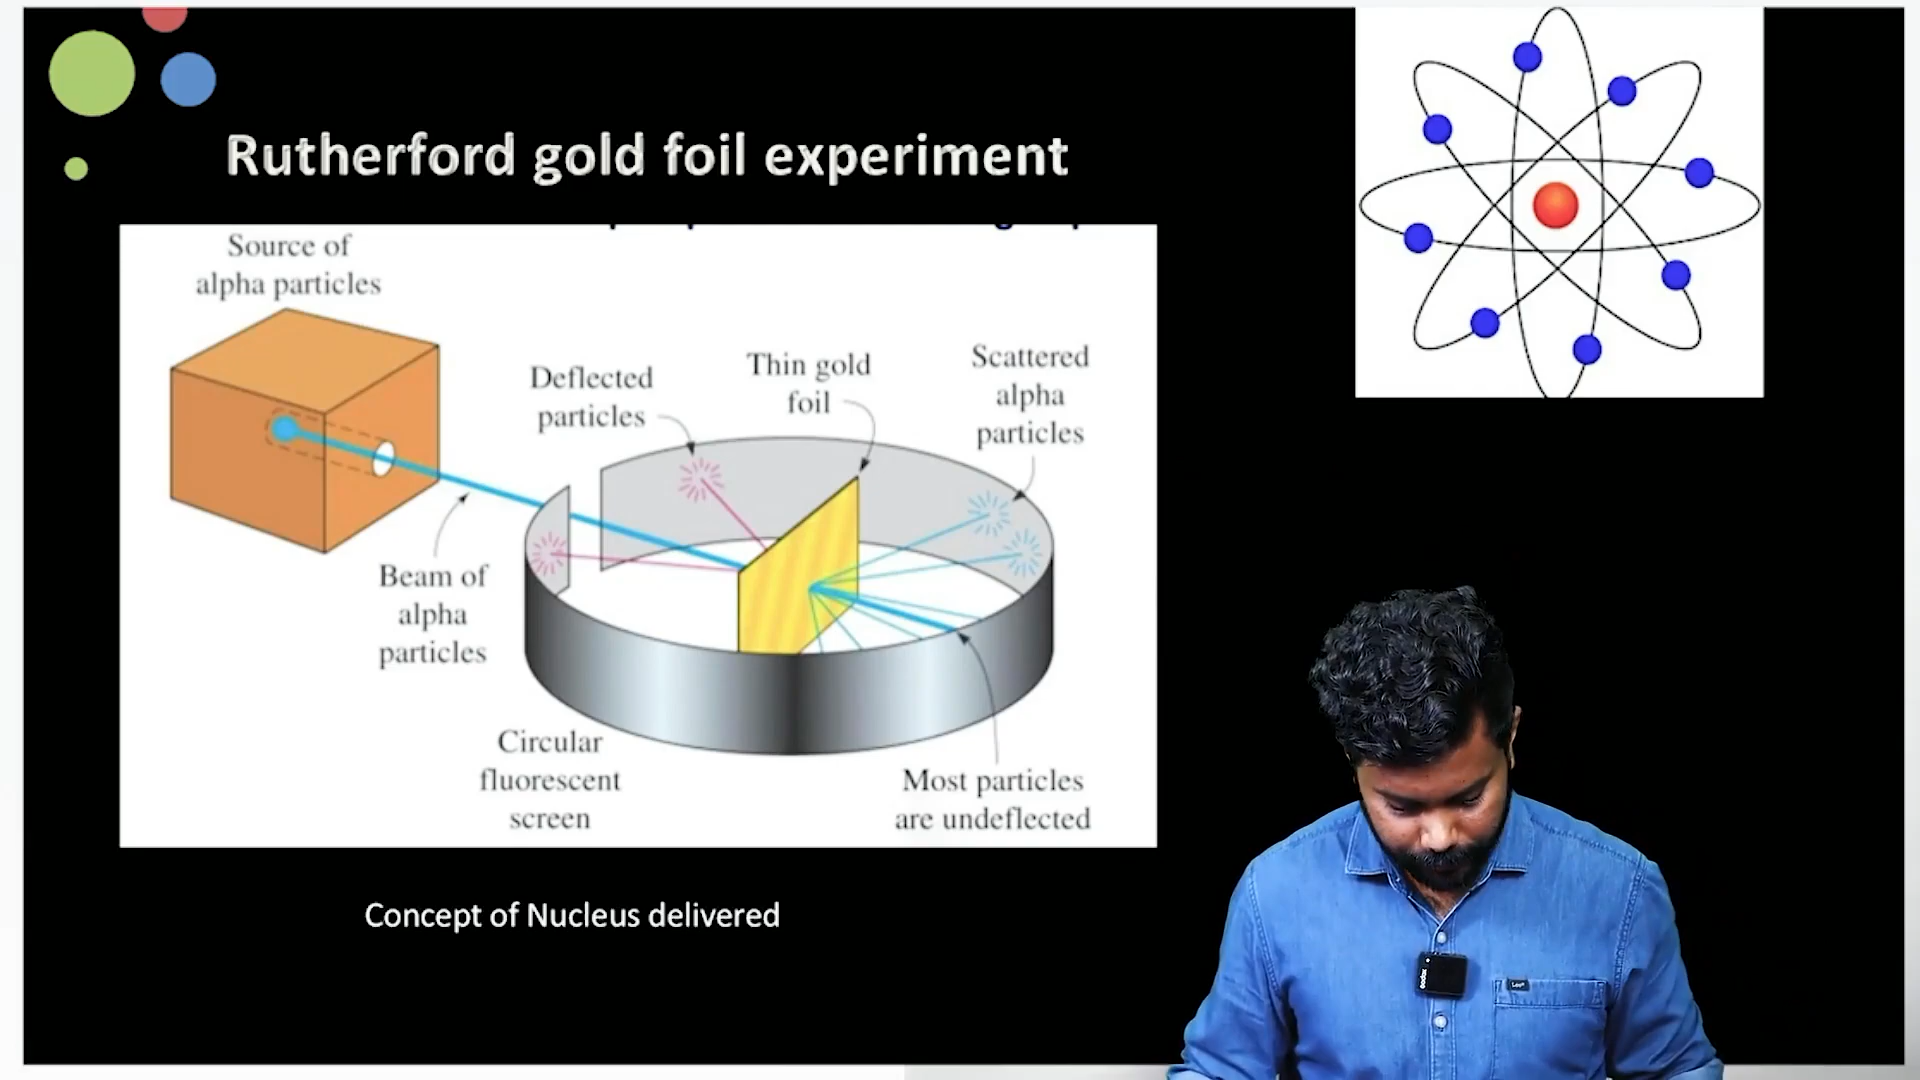 Rutherford gold foil experiment
Source of
alpha particles
Deflected
particles
Thin gold
foil
Scattered
alpha
particles
Beam of
alpha
particles
Circular
fluorescent
screen
Most particles
are undeflected
Concept of Nucleus delivered